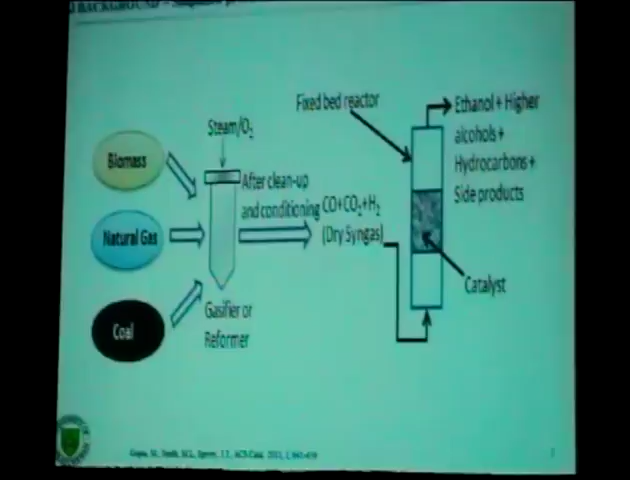 BACKGROUND
Fixed bed reactor
Ethanol + Higher
alcohols +
Hydrocarbons +
Side products
Steam/O₂
Biomass
After clean-up
and conditioning
CO+CO₂+H₂
(Dry Syngas)
Natural Gas
Catalyst
Gasifier or
Reformer
Coal